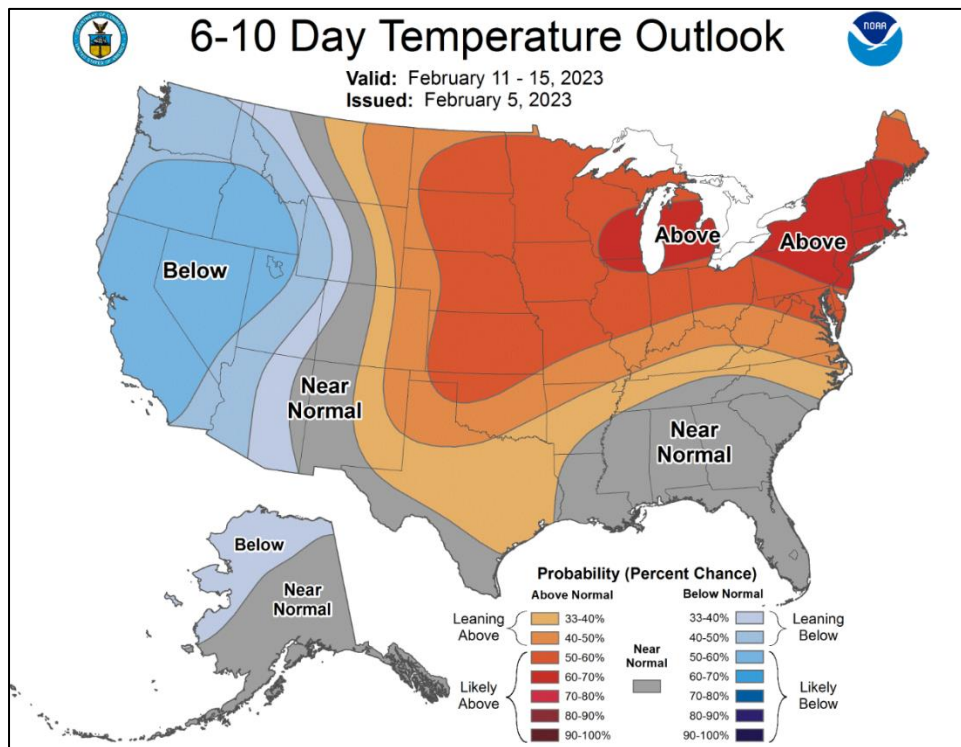 6-10 Day Temperature Outlook
NOAA
Valid: February 11 - 15, 2023
Issued: February 5, 2023
Below
Above
Above
Near
Normal
Near
Normal
Below
Near
Normal
Probability (Percent Chance)
Above Normal
Below Normal
Leaning
Above
33-40%
40-50%
Likely
Above
50-60%
60-70%
70-80%
80-90%
90-100%
Near
Normal
33-40%
40-50%
Leaning
Below
50-60%
60-70%
70-80%
80-90%
90-100%
Likely
Below